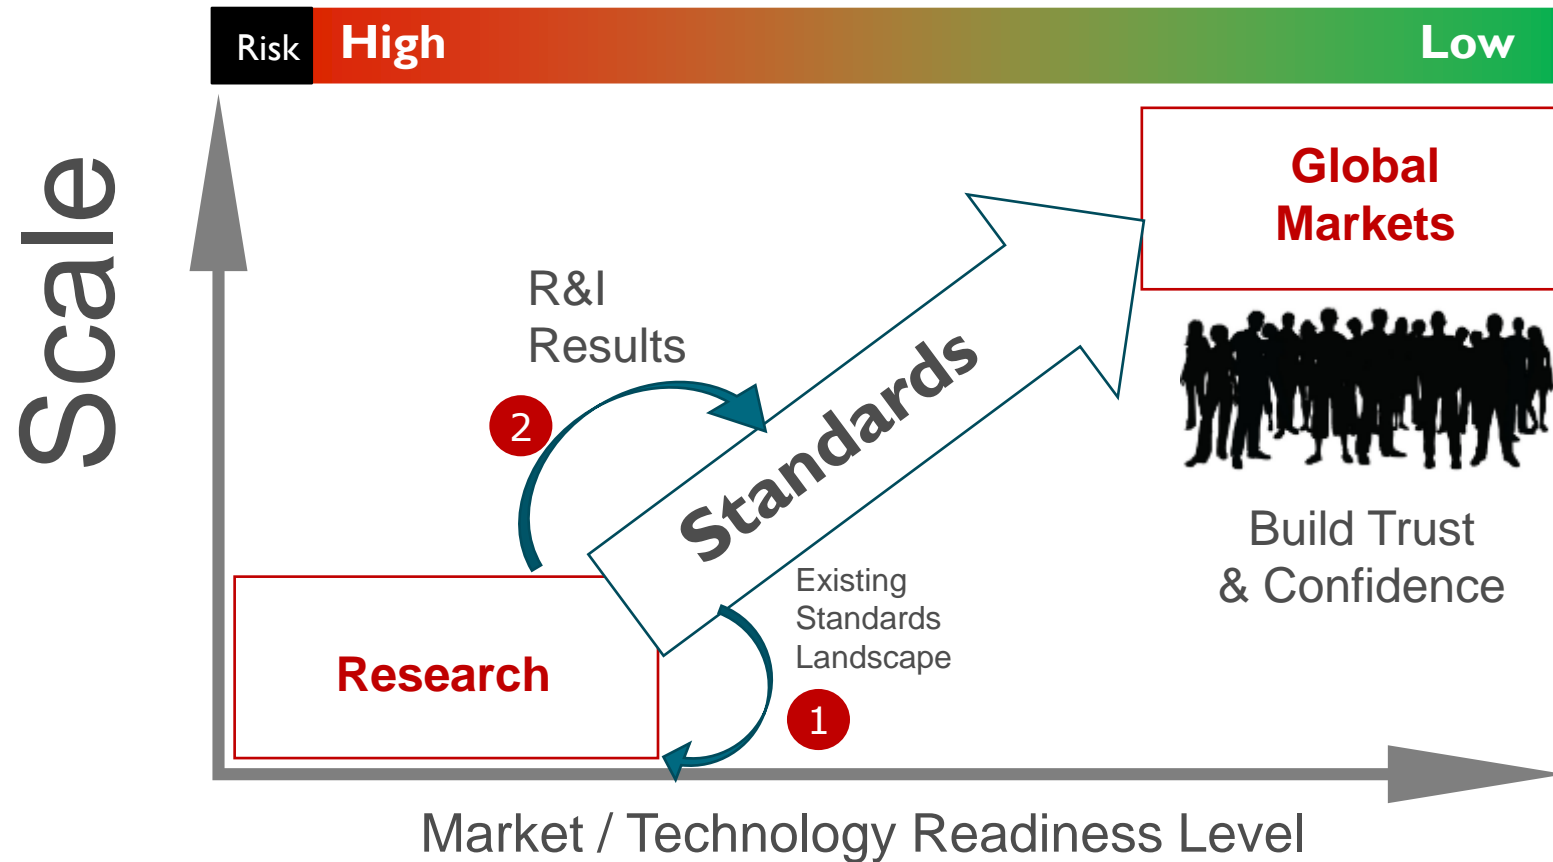 Risk
High
Low
Scale
Global
Markets
R&I
Results
2
Standards
Build Trust
& Confidence
Existing
Standards
Landscape
Research
1
Market / Technology Readiness Level